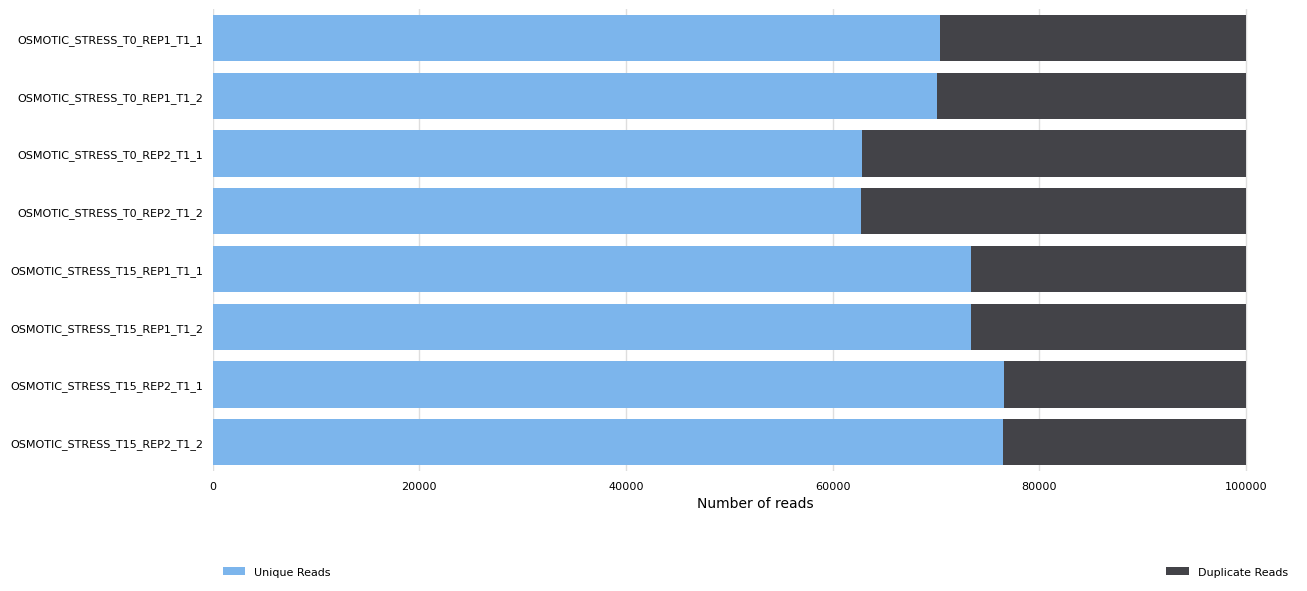 OSMOTIC_STRESS_T0_REP1_T1_1
OSMOTIC_STRESS_T0_REP1_T1_2
OSMOTIC_STRESS_T0_REP2_T1_1
OSMOTIC_STRESS_T0_REP2_T1_2
OSMOTIC_STRESS_T15_REP1_T1_1
OSMOTIC_STRESS_T15_REP1_T1_2
OSMOTIC_STRESS_T15_REP2_T1_1
OSMOTIC_STRESS_T15_REP2_T1_2
0 20000 40000 60000 80000 100000
Number of reads
Unique Reads Duplicate Reads